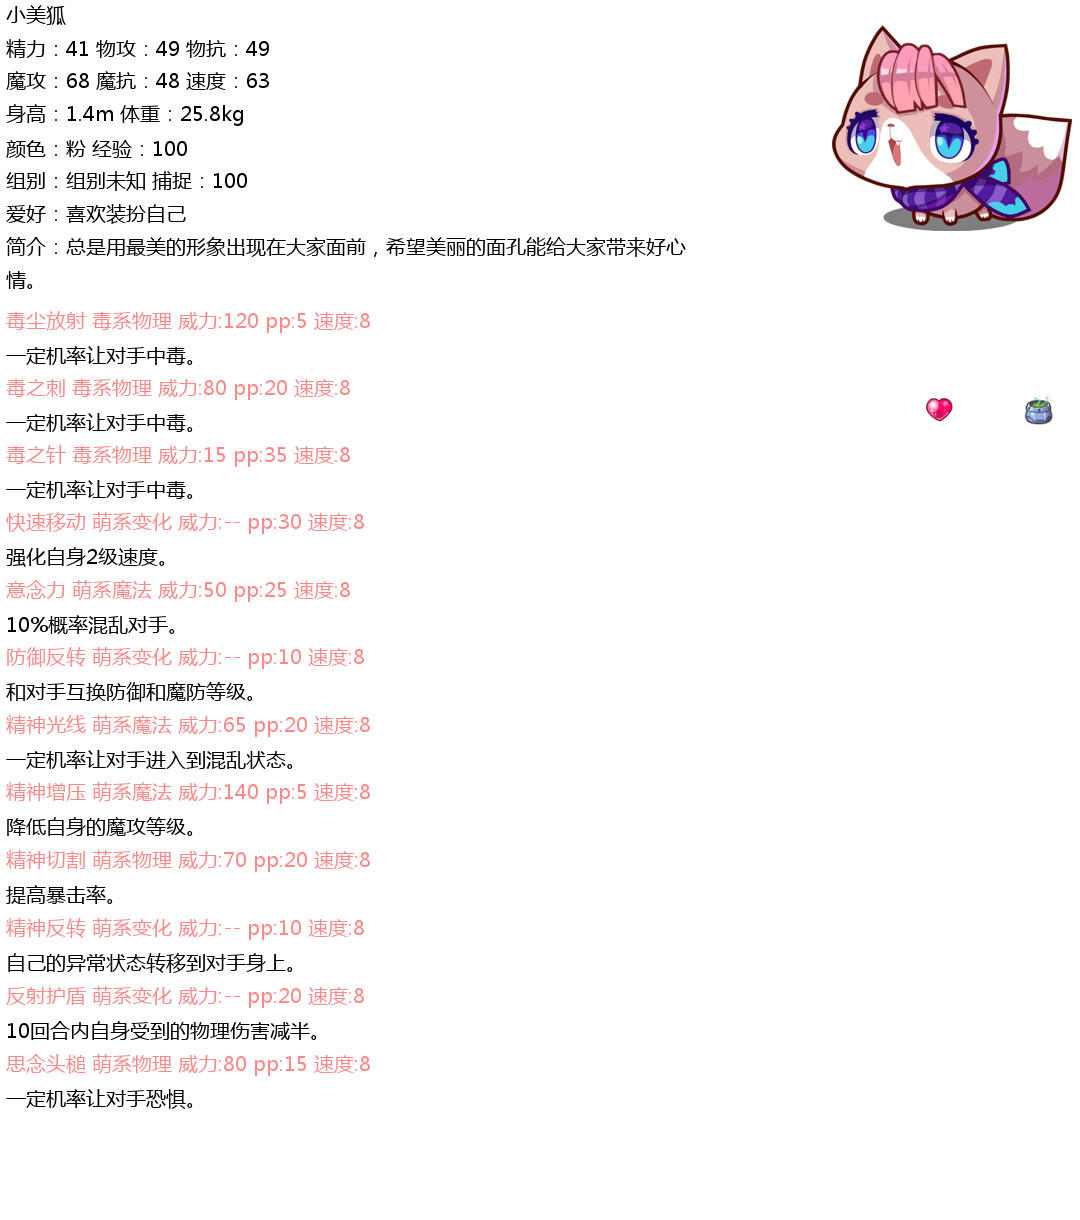 小美狐
精力：41 物攻：49 物抗：49
魔攻：68 魔抗：48 速度：63
身高：1.4m 体重：25.8kg
颜色：粉 经验：100
组别：组别未知 捕捉：100
爱好：喜欢装扮自己
简介：总是用最美的形象出现在大家面前，希望美丽的面孔能给大家带来好心
情。
毒尘放射 毒系物理 威力:120 pp:5 速度:8
一定机率让对手中毒。
毒之刺 毒系物理 威力:80 pp:20 速度:8
一定机率让对手中毒。
毒之针 毒系物理 威力:15 pp:35 速度:8
一定机率让对手中毒。
快速移动 萌系变化 威力:-- pp:30 速度:8
强化自身2级速度。
意念力 萌系魔法 威力:50 pp:25 速度:8
10%概率混乱对手。
防御反转 萌系变化 威力:-- pp:10 速度:8
和对手互换防御和魔防等级。
精神光线 萌系魔法 威力:65 pp:20 速度:8
一定机率让对手进入到混乱状态。
精神增压 萌系魔法 威力:140 pp:5 速度:8
降低自身的魔攻等级。
精神切割 萌系物理 威力:70 pp:20 速度:8
提高暴击率。
精神反转 萌系变化 威力:-- pp:10 速度:8
自己的异常状态转移到对手身上。
反射护盾 萌系变化 威力:-- pp:20 速度:8
10回合内自身受到的物理伤害减半。
思念头槌 萌系物理 威力:80 pp:15 速度:8
一定机率让对手恐惧。